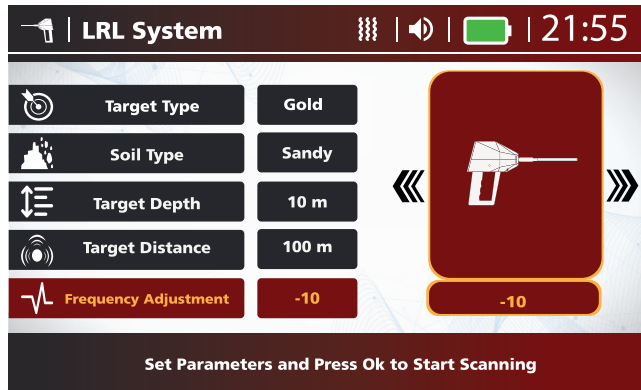 LRL System
21:55
Target Type
Gold
Soil Type
Sandy
Target Depth
10 m
Target Distance
100 m
Frequency Adjustment
-10
-10
Set Parameters and Press Ok to Start Scanning